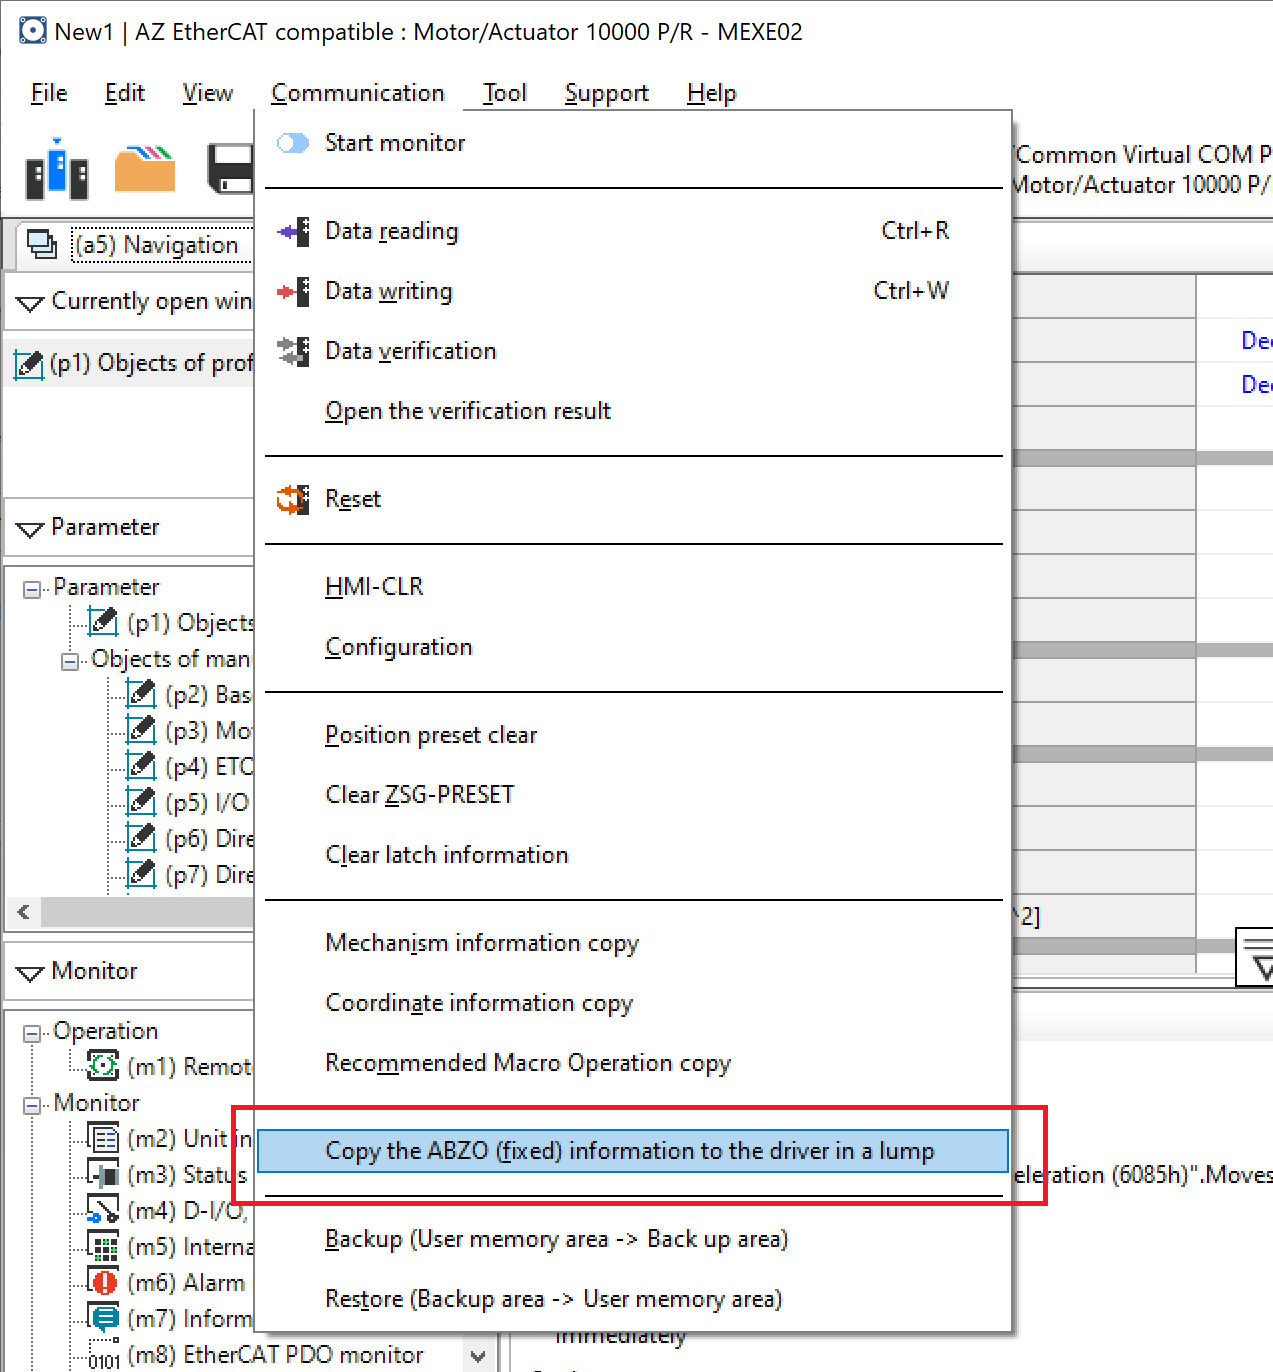 New1 | AZ EtherCAT compatible : Motor/Actuator 10000 P/R - MEXE02
File Edit View Communication Tool Support Help
Start monitor
Data reading Ctrl+R
Data writing Ctrl+W
Data verification
Open the verification result
Reset
HMI-CLR
Configuration
Position preset clear
Clear ZSG-PRESET
Clear latch information
Mechanism information copy
Coordinate information copy
Recommended Macro Operation copy
Copy the ABZO (fixed) information to the driver in a lump
Backup (User memory area -> Back up area)
Restore (Backup area -> User memory area)
/Common Virtual COM P
Motor/Actuator 10000 P/
(a5) Navigation
Currently open win
(p1) Objects of prof
Parameter
Parameter
(p1) Objects
Objects of man
(p2) Bas
(p3) Mo
(p4) ETC
(p5) I/O
(p6) Dire
(p7) Dire
Monitor
Operation
(m1) Remot
Monitor
(m2) Unit in
(m3) Status
(m4) D-I/O,
(m5) Interna
(m6) Alarm
(m7) Inform
(m8) EtherCAT PDO monitor
Dec
Dec
^2]
eleration (6085h)".Moves
immediately